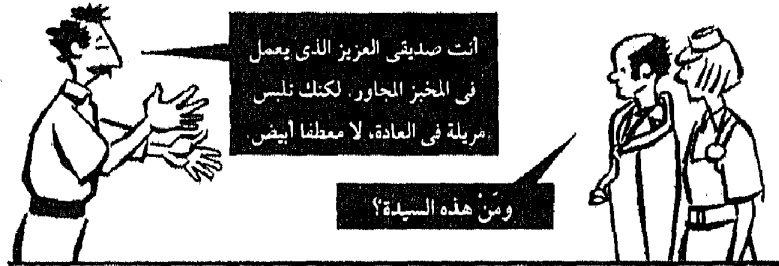 أنت صديقى العزيز الذى يعمل
فى المخبز المجاور. لكنك تلبس
مريلة فى العادة، لا معطفا أبيض.
ومَنْ هذه السيدة؟